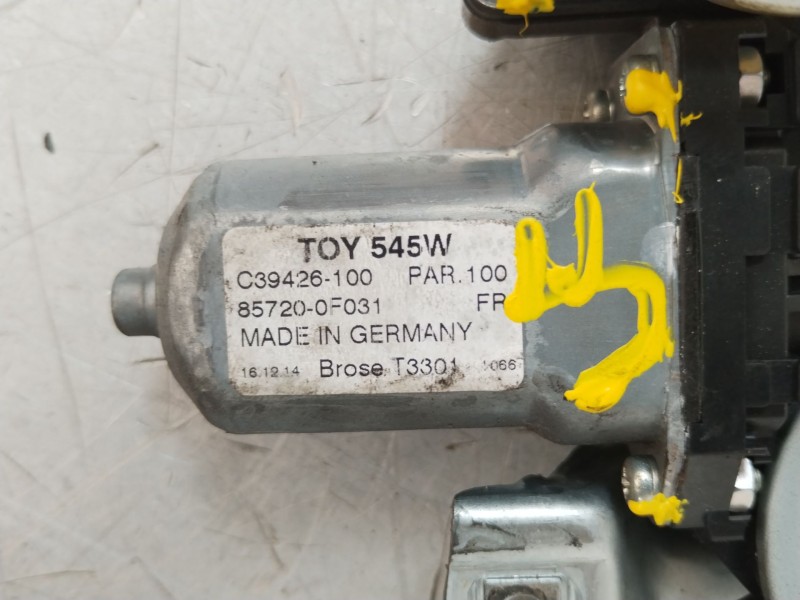 TOY 545W
C39426-100 PAR.100
85720-0F031 FR
MADE IN GERMANY
16.12.14 Brose T3301 1066